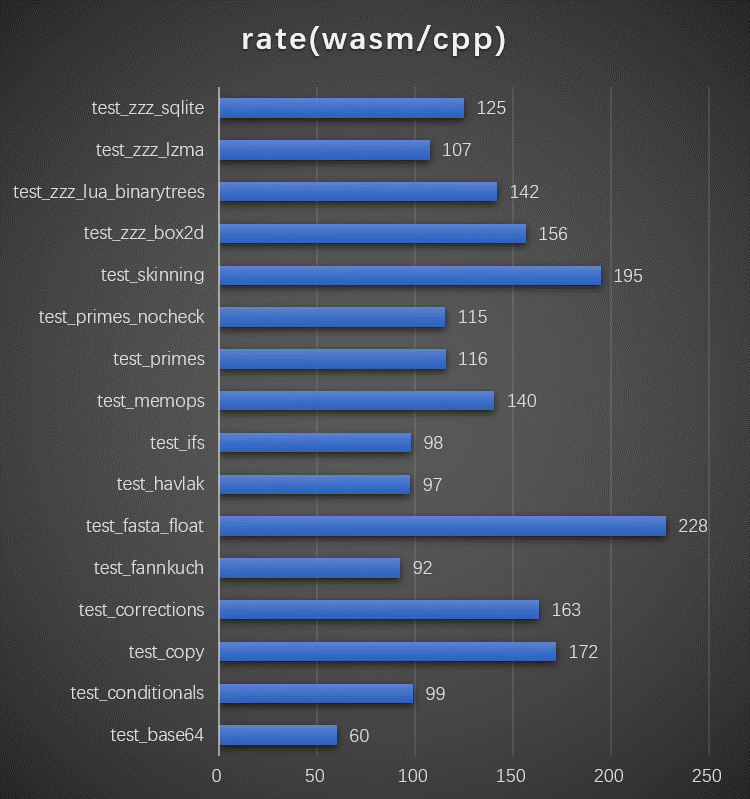 rate(wasm/cpp)
test_zzz_sqlite 125
test_zzz_lzma 107
test_zzz_lua_binarytrees 142
test_zzz_box2d 156
test_skinning 195
test_primes_nocheck 115
test_primes 116
test_memops 140
test_ifs 98
test_havlak 97
test_fasta_float 228
test_fannkuch 92
test_corrections 163
test_copy 172
test_conditionals 99
test_base64 60
0 50 100 150 200 250